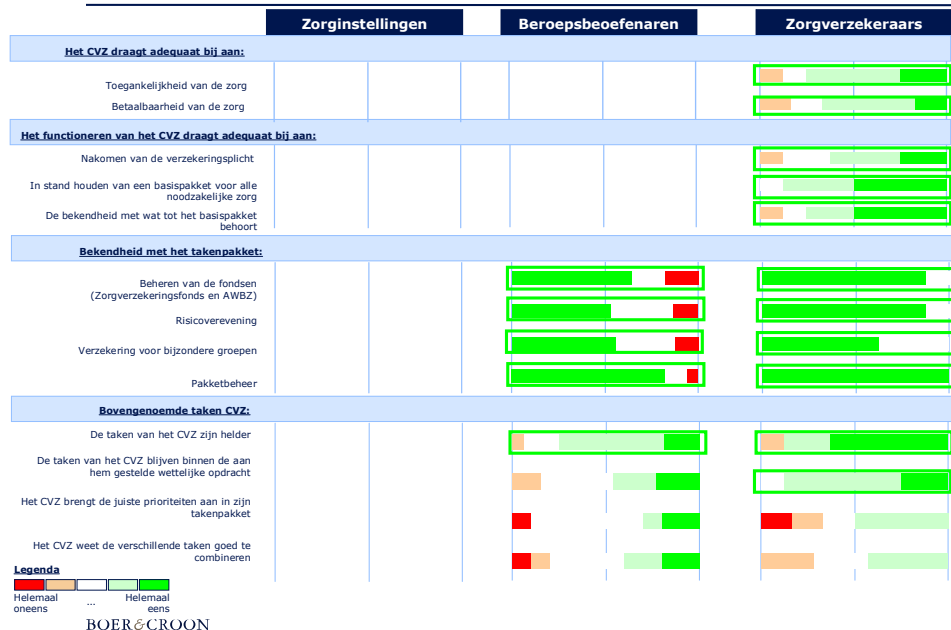 Zorginstellingen
Beroepsbeoefenaren
Zorgverzekeraars
Het CVZ draagt adequaat bij aan:
Toegankelijkheid van de zorg
Betaalbaarheid van de zorg
Het functioneren van het CVZ draagt adequaat bij aan:
Nakomen van de verzekeringsplicht
In stand houden van een basispakket voor alle
noodzakelijke zorg
De bekendheid met wat tot het basispakket
behoort
Bekendheid met het takenpakket:
Beheren van de fondsen
(Zorgverzekeringsfonds en AWBZ)
Risicoverevening
Verzekering voor bijzondere groepen
Pakketbeheer
Bovengenoemde taken CVZ:
De taken van het CVZ zijn helder
De taken van het CVZ blijven binnen de aan
hem gestelde wettelijke opdracht
Het CVZ brengt de juiste prioriteiten aan in zijn
takenpakket
Het CVZ weet de verschillende taken goed te
combineren
Legenda
Helemaal
oneens
...
Helemaal
eens
BOER&CROON